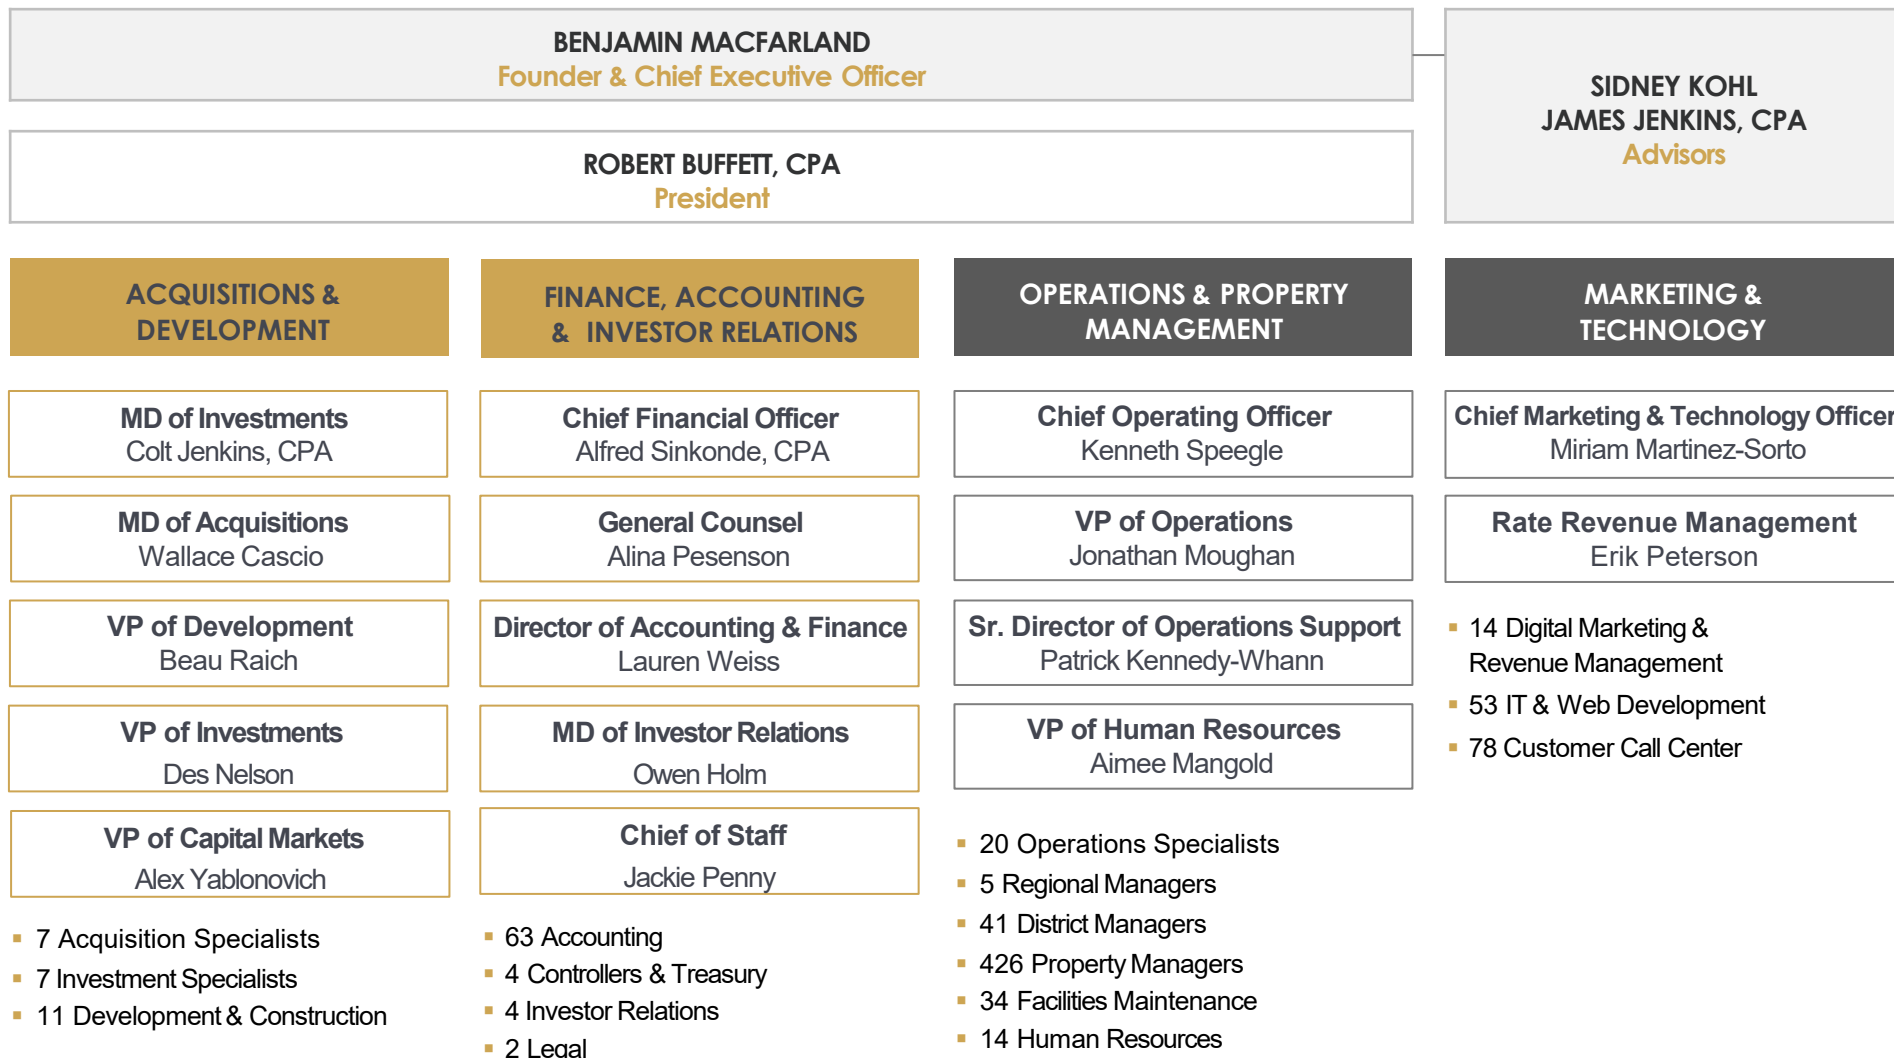 BENJAMIN MACFARLAND
Founder & Chief Executive Officer
SIDNEY KOHL
JAMES JENKINS, CPA
Advisors
ROBERT BUFFETT, CPA
President
ACQUISITIONS &
DEVELOPMENT
MD of Investments
Colt Jenkins, CPA
MD of Acquisitions
Wallace Cascio
VP of Development
Beau Raich
VP of Investments
Des Nelson
VP of Capital Markets
Alex Yablonovich
▪ 7 Acquisition Specialists
▪ 7 Investment Specialists
▪ 11 Development & Construction
FINANCE, ACCOUNTING
& INVESTOR RELATIONS
Chief Financial Officer
Alfred Sinkonde, CPA
General Counsel
Alina Pesenson
Director of Accounting & Finance
Lauren Weiss
MD of Investor Relations
Owen Holm
Chief of Staff
Jackie Penny
▪ 63 Accounting
▪ 4 Controllers & Treasury
▪ 4 Investor Relations
▪ 2 Legal
OPERATIONS & PROPERTY
MANAGEMENT
Chief Operating Officer
Kenneth Speegle
VP of Operations
Jonathan Moughan
Sr. Director of Operations Support
Patrick Kennedy-Whann
VP of Human Resources
Aimee Mangold
▪ 20 Operations Specialists
▪ 5 Regional Managers
▪ 41 District Managers
▪ 426 Property Managers
▪ 34 Facilities Maintenance
▪ 14 Human Resources
MARKETING &
TECHNOLOGY
Chief Marketing & Technology Officer
Miriam Martinez-Sorto
Rate Revenue Management
Erik Peterson
▪ 14 Digital Marketing &
Revenue Management
▪ 53 IT & Web Development
▪ 78 Customer Call Center